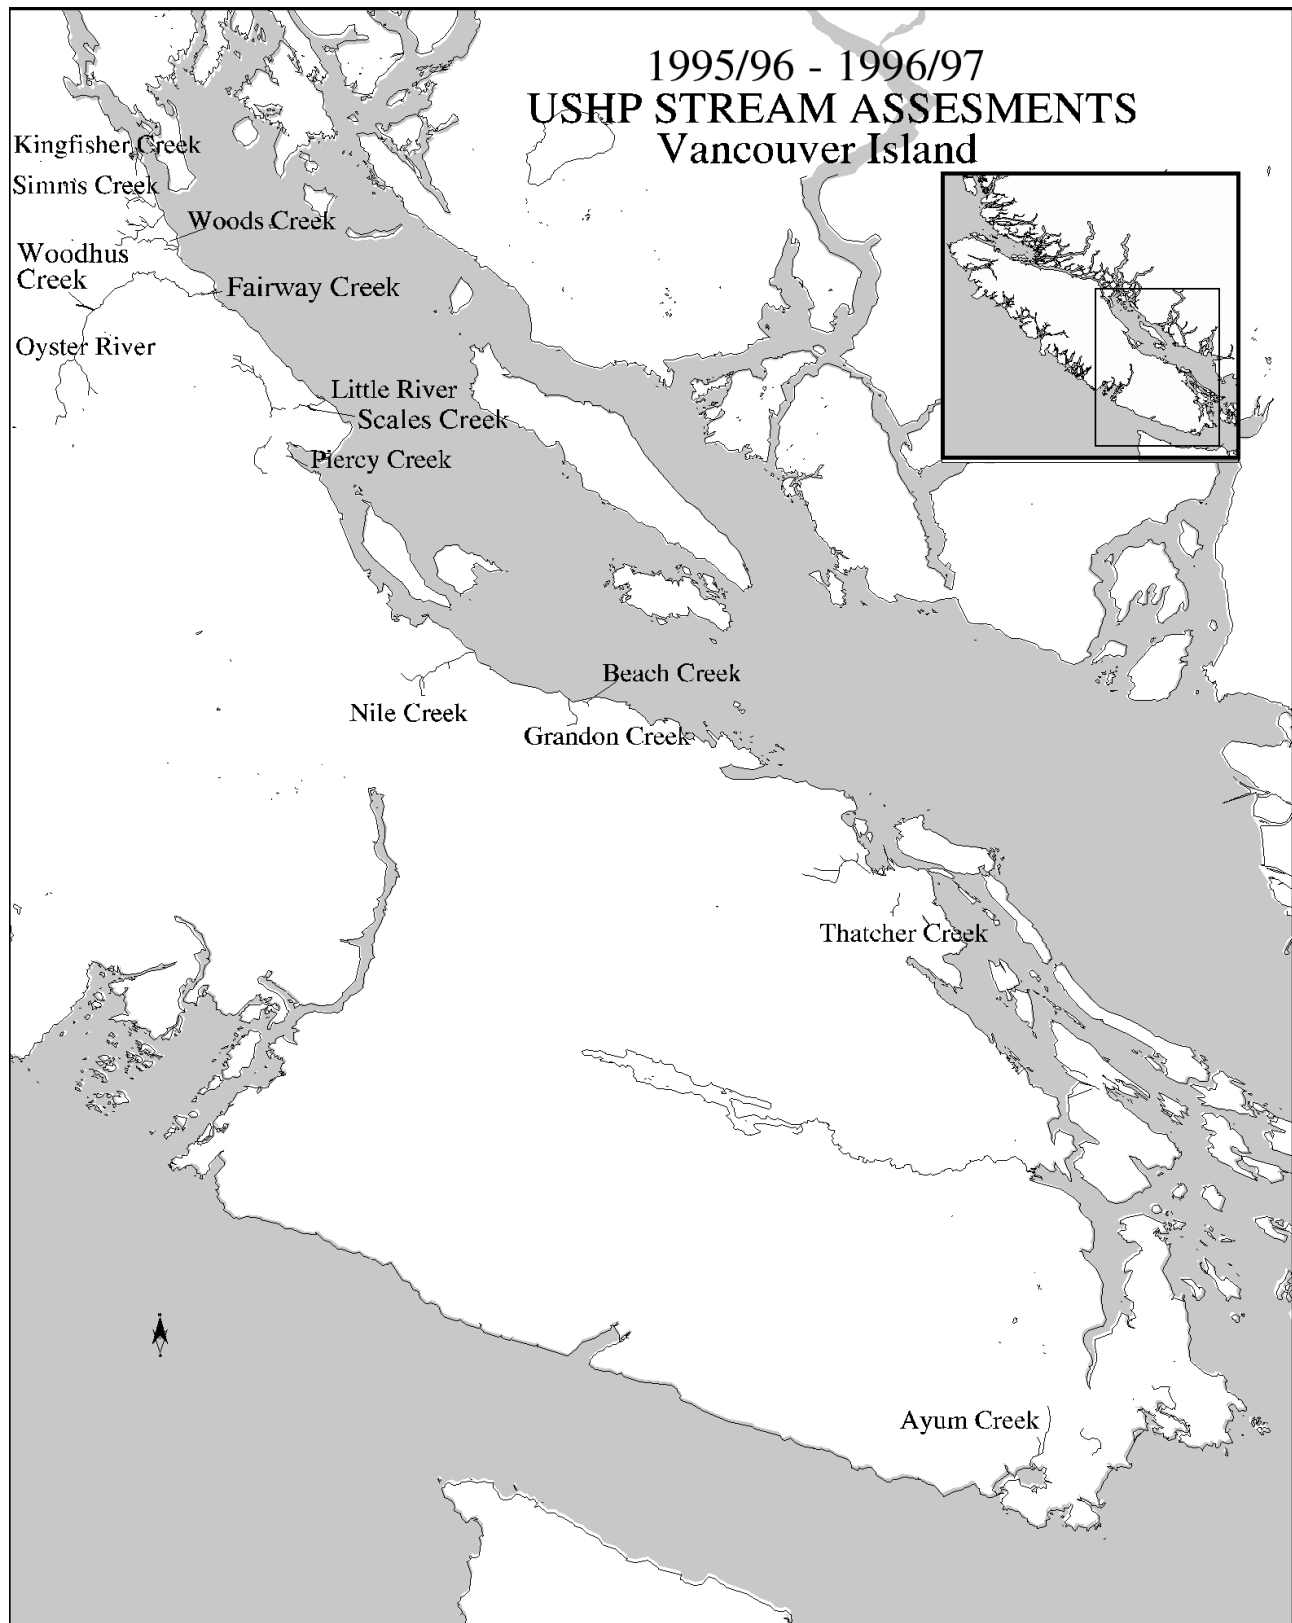 1995/96 - 1996/97
USHP STREAM ASSESMENTS
Vancouver Island
Kingfisher Creek
Simms Creek
Woods Creek
Woodhus
Creek
Fairway Creek
Oyster River
Little River
Scales Creek
Piercy Creek
Beach Creek
Nile Creek
Grandon Creek
Thatcher Creek
Ayum Creek